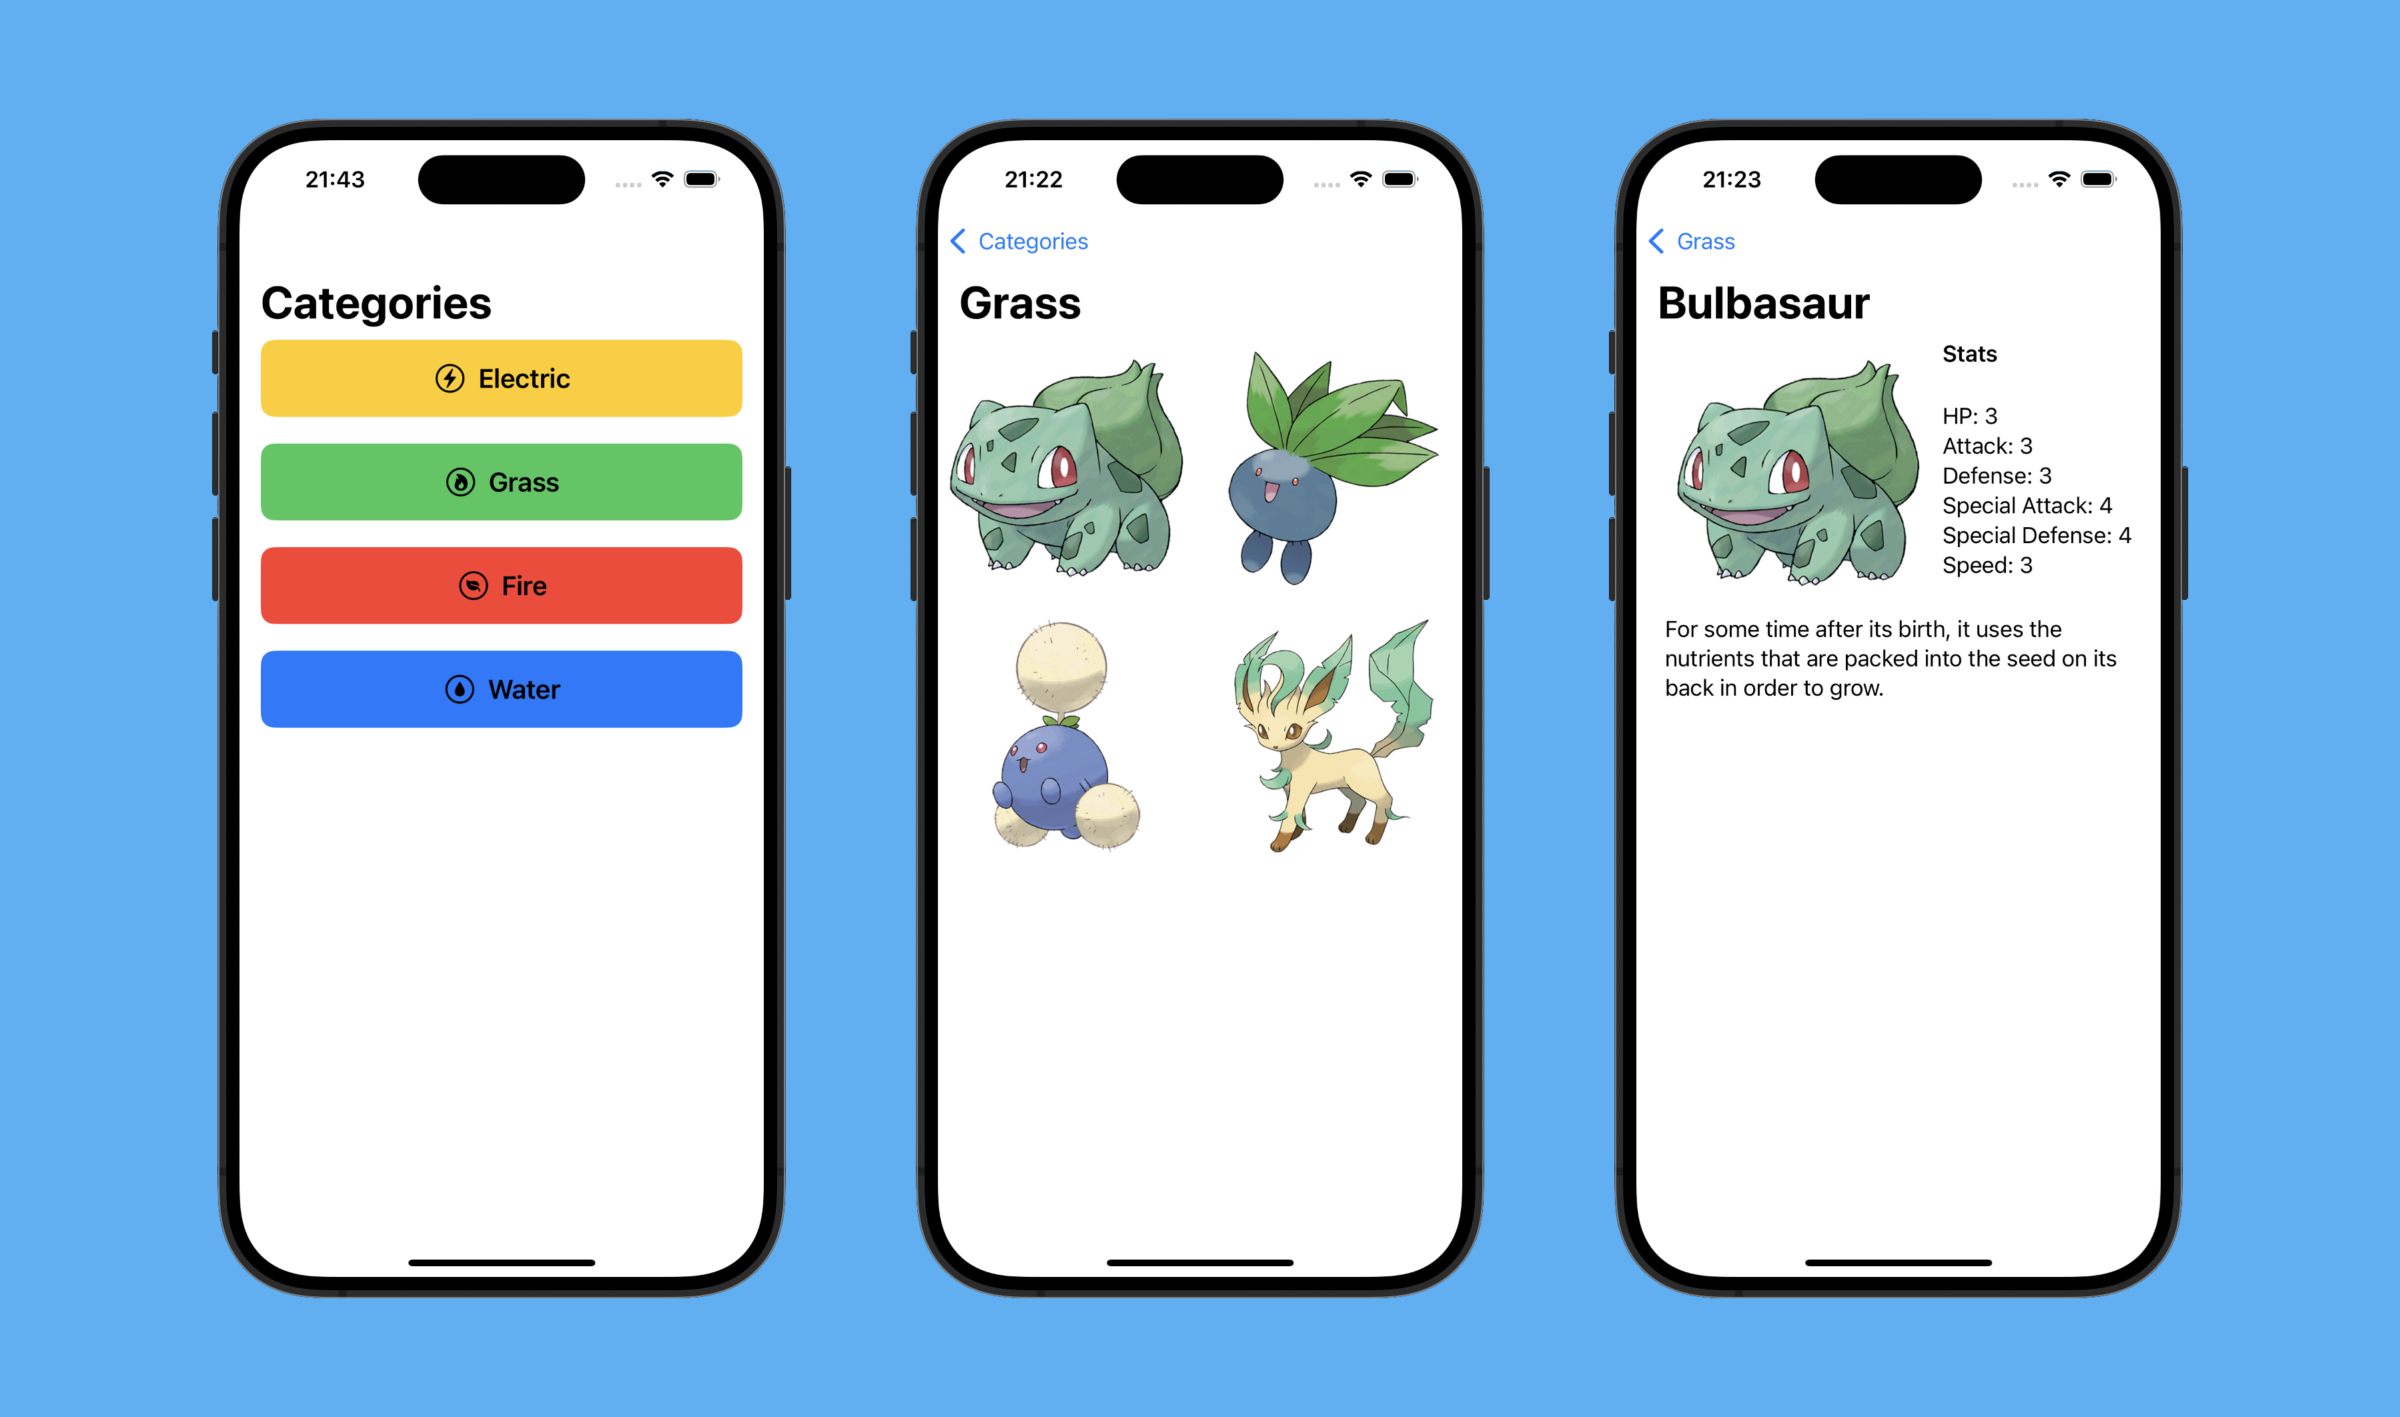 21:43
Categories
Electric
Grass
Fire
Water
21:22
Categories
Grass
21:23
Grass
Bulbasaur
Stats
HP: 3
Attack: 3
Defense: 3
Special Attack: 4
Special Defense: 4
Speed: 3
For some time after its birth, it uses the
nutrients that are packed into the seed on its
back in order to grow.